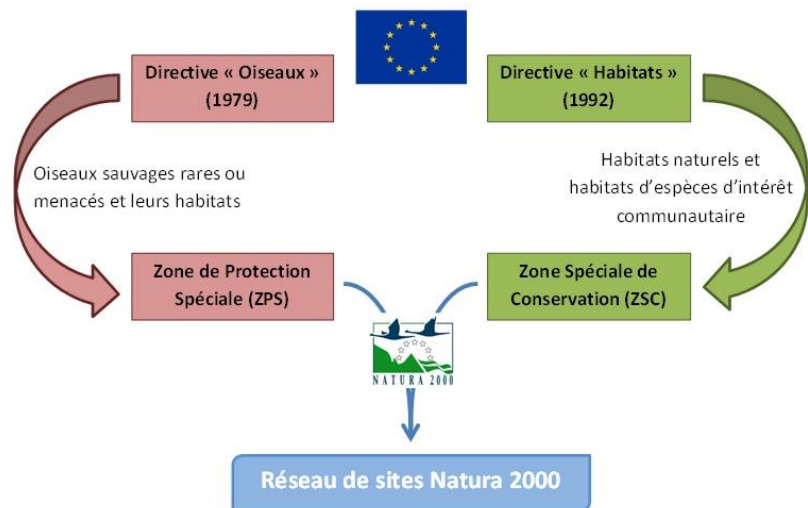 Directive « Oiseaux »
(1979)
Directive « Habitats »
(1992)
Oiseaux sauvages rares ou
menacés et leurs habitats
Habitats naturels et
habitats d'espèces d'intérêt
communautaire
Zone de Protection
Spéciale (ZPS)
Zone Spéciale de
Conservation (ZSC)
NATURA 2000
Réseau de sites Natura 2000